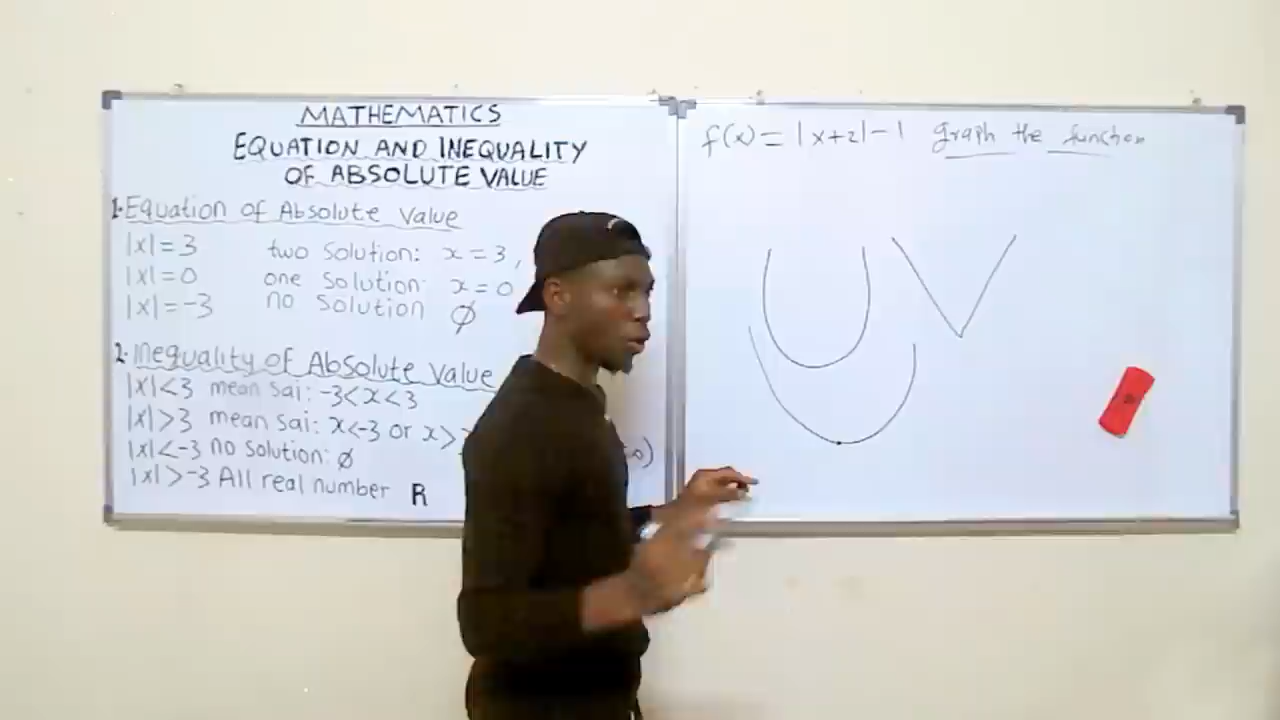 MATHEMATICS
EQUATION AND INEQUALITY
OF ABSOLUTE VALUE
1. Equation of Absolute Value
|x|=3 two solution: x=3,
|x|=0 one solution: x=0
|x|=-3 no solution ∅
2. Inequality of Absolute Value
|x|<3 mean sai: -3<x<3
|x|>3 mean sai: x<-3 or x>
|x|<-3 no solution: ∅
|x|>-3 All real number R
f(x)=|x+2|-1 graph the function